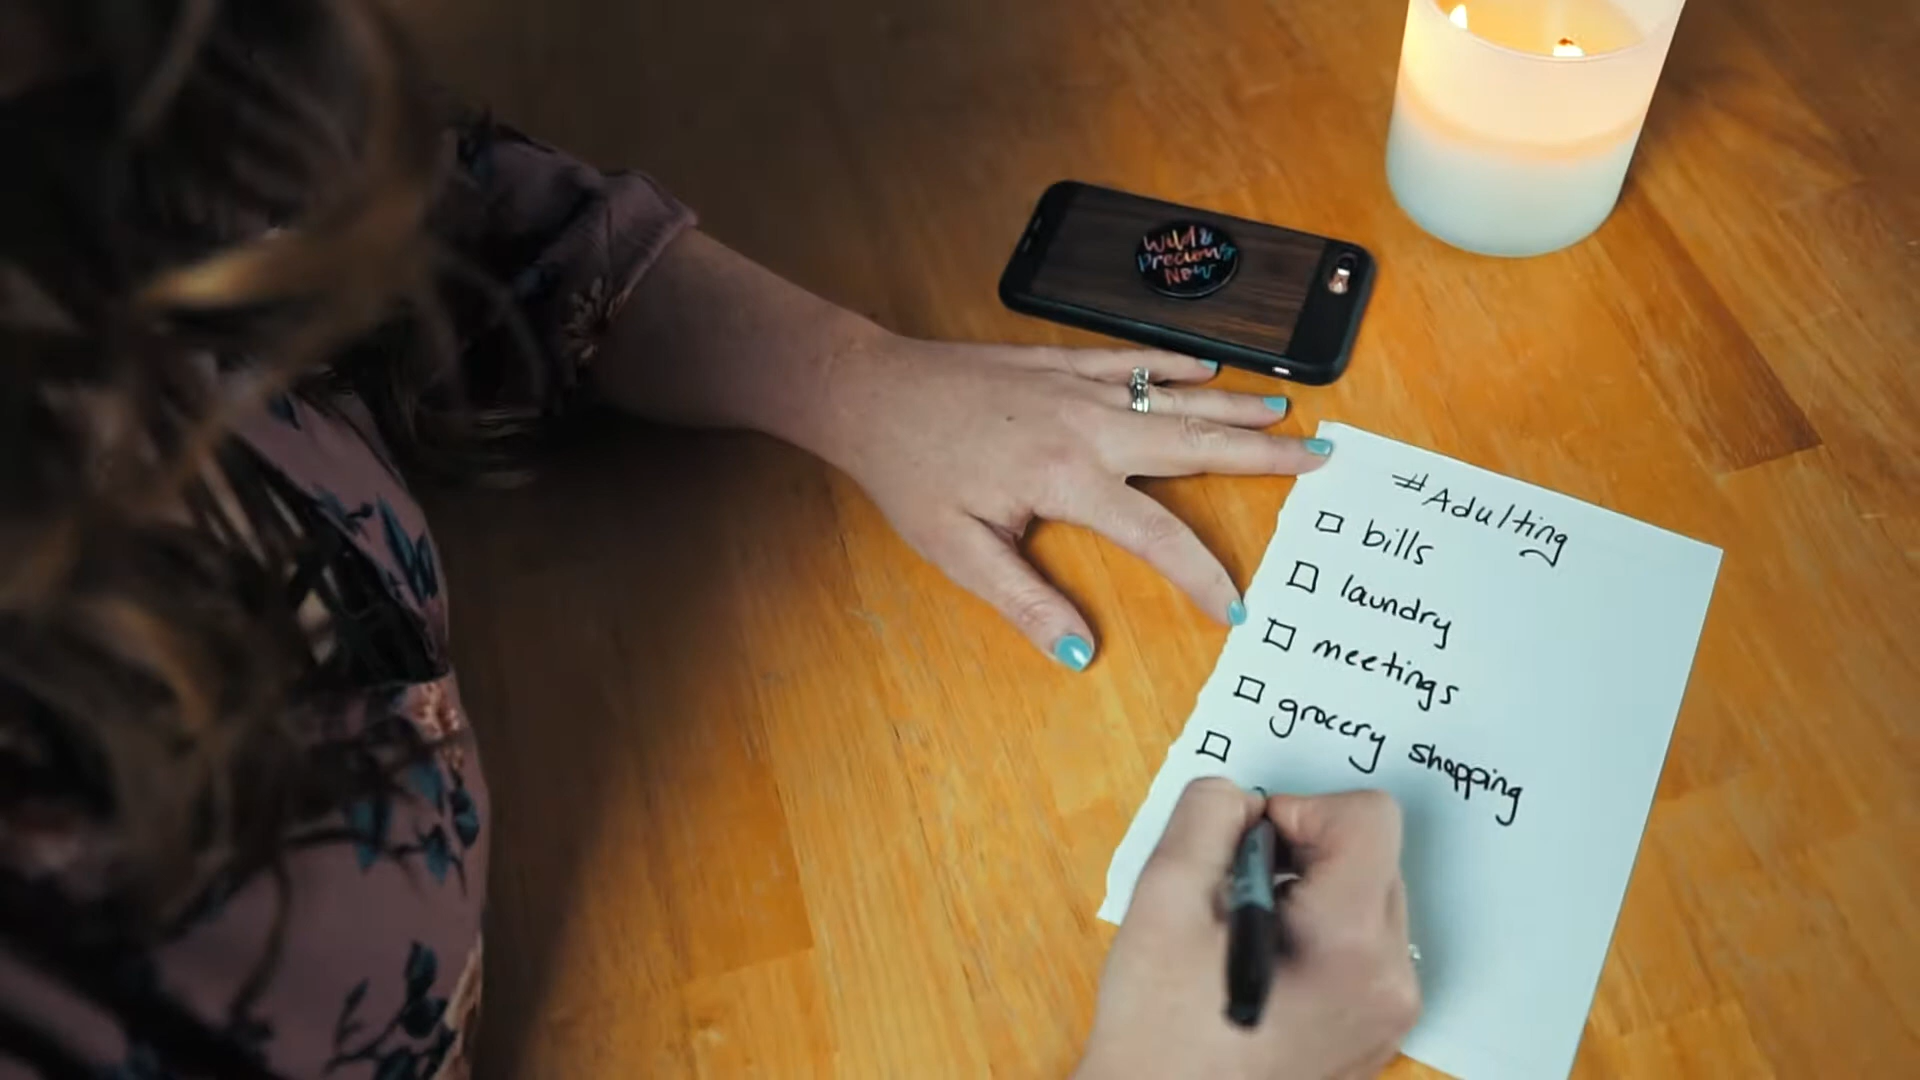 Wild &
Precious
Now
#Adulting
bills
laundry
meetings
grocery shopping